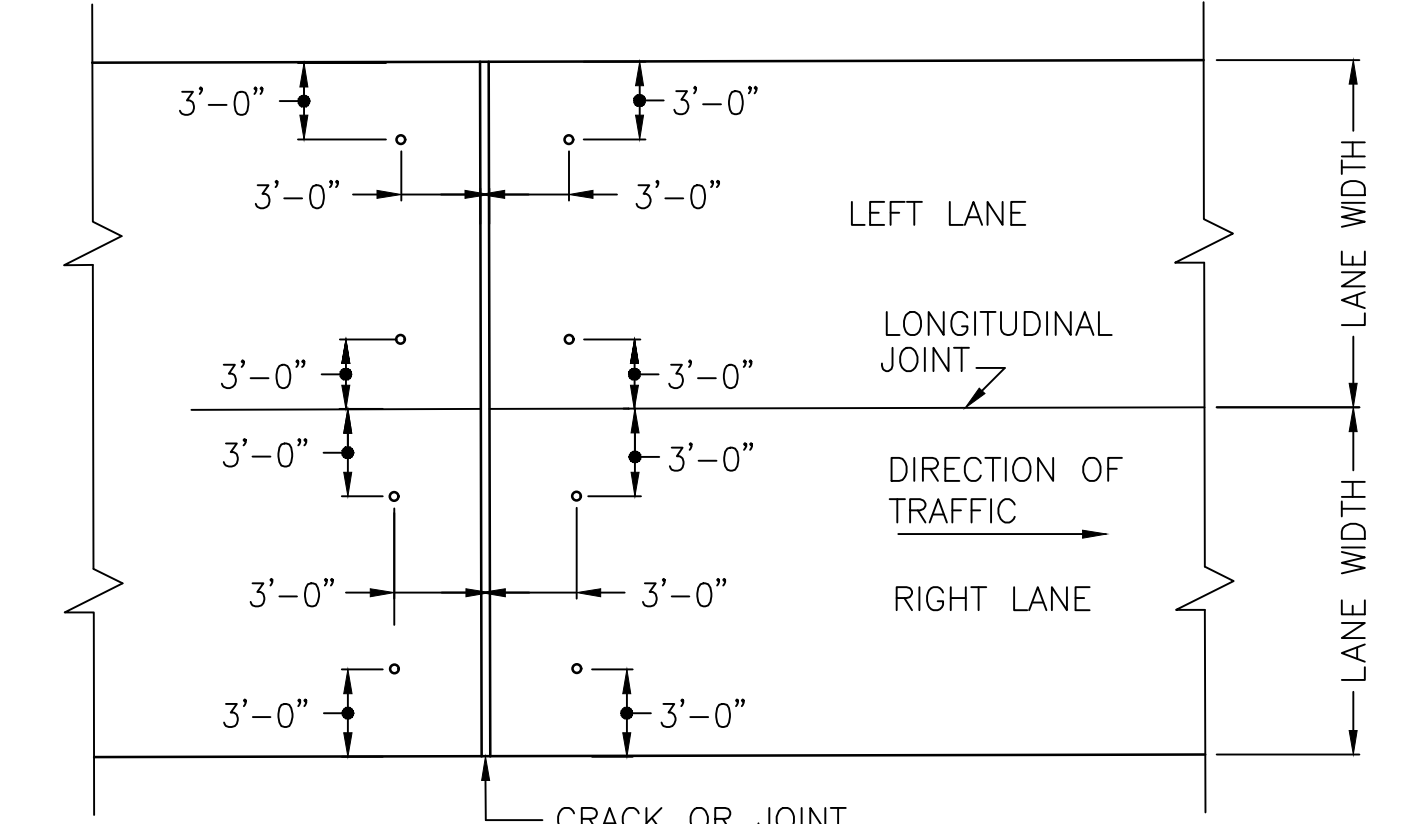 3'-0"
3'-0"
3'-0"
3'-0"
LEFT LANE
LANE WIDTH
LONGITUDINAL
JOINT
3'-0"
3'-0"
3'-0"
3'-0"
DIRECTION OF
TRAFFIC
LANE WIDTH
3'-0"
3'-0"
RIGHT LANE
3'-0"
3'-0"
CRACK OR JOINT